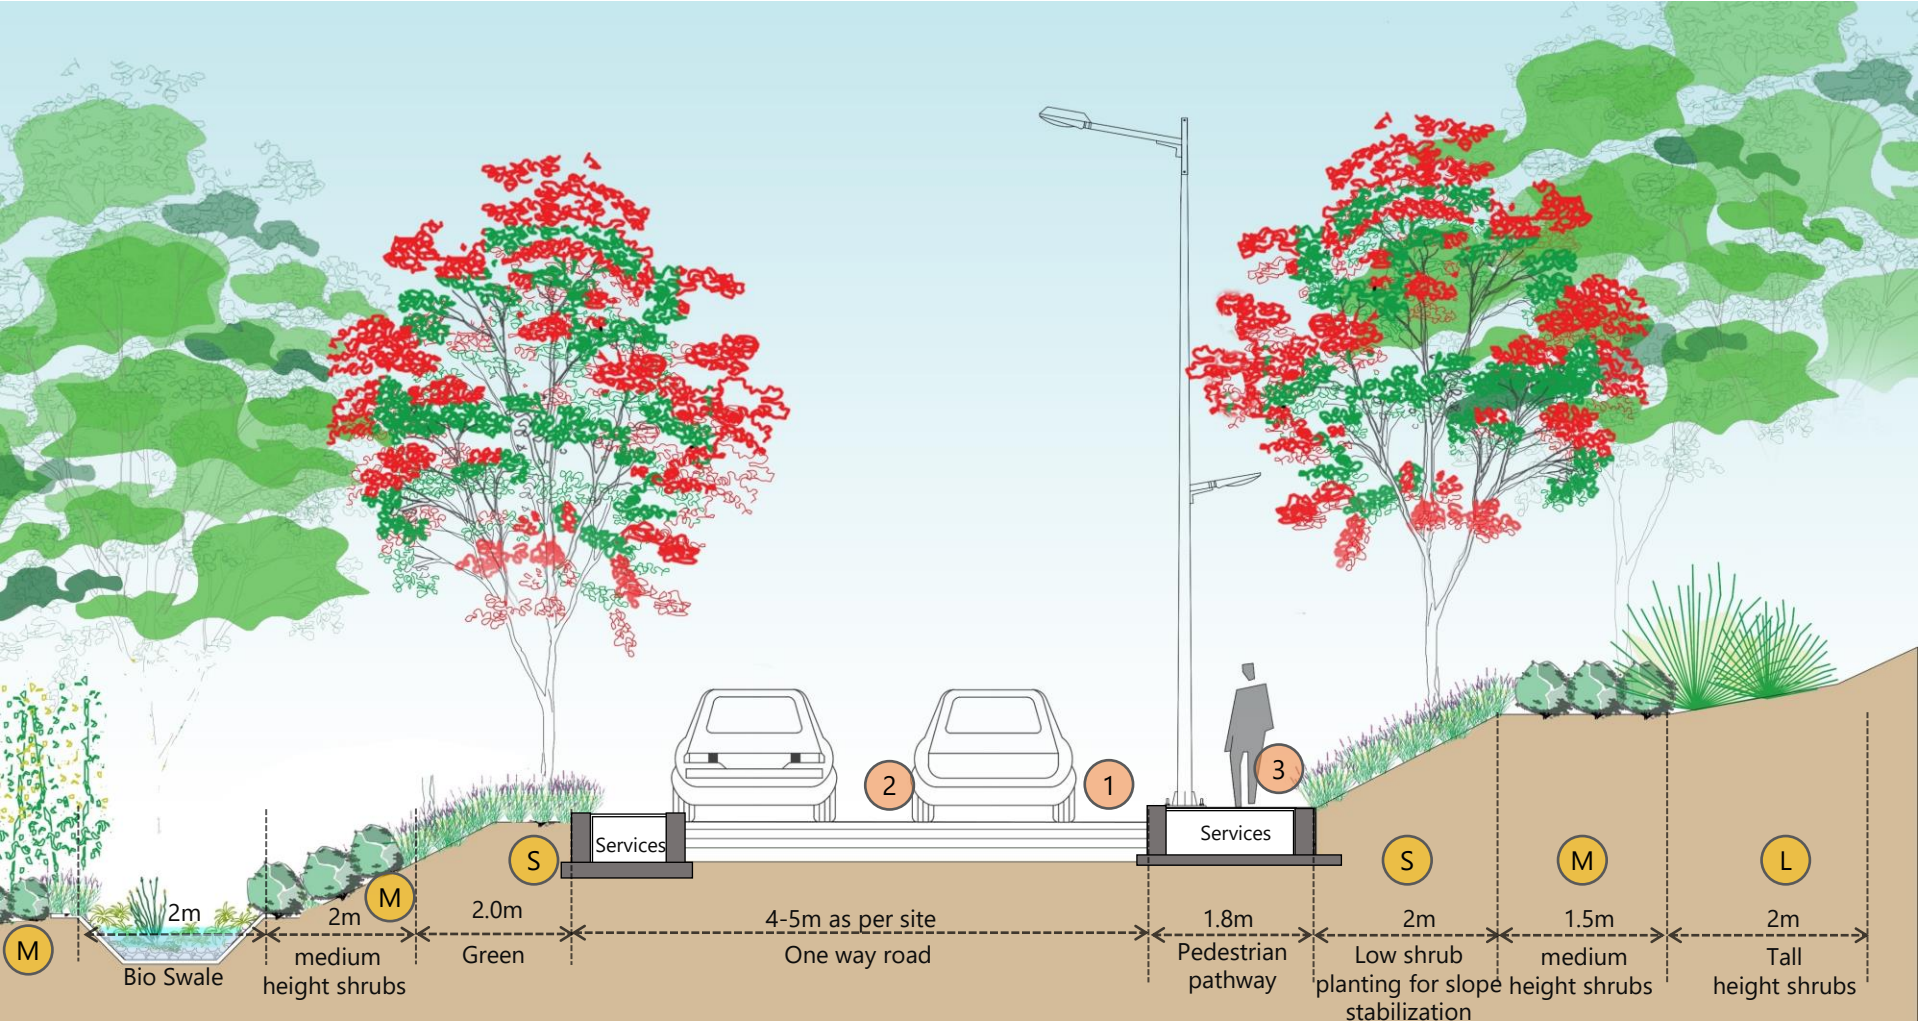 2
1
3
Services
Services
S
S
M
L
M
M
2m
2m
2.0m
4-5m as per site
1.8m
2m
1.5m
2m
Bio Swale
medium
height shrubs
Green
One way road
Pedestrian
pathway
Low shrub
planting for slope
stabilization
medium
height shrubs
Tall
height shrubs